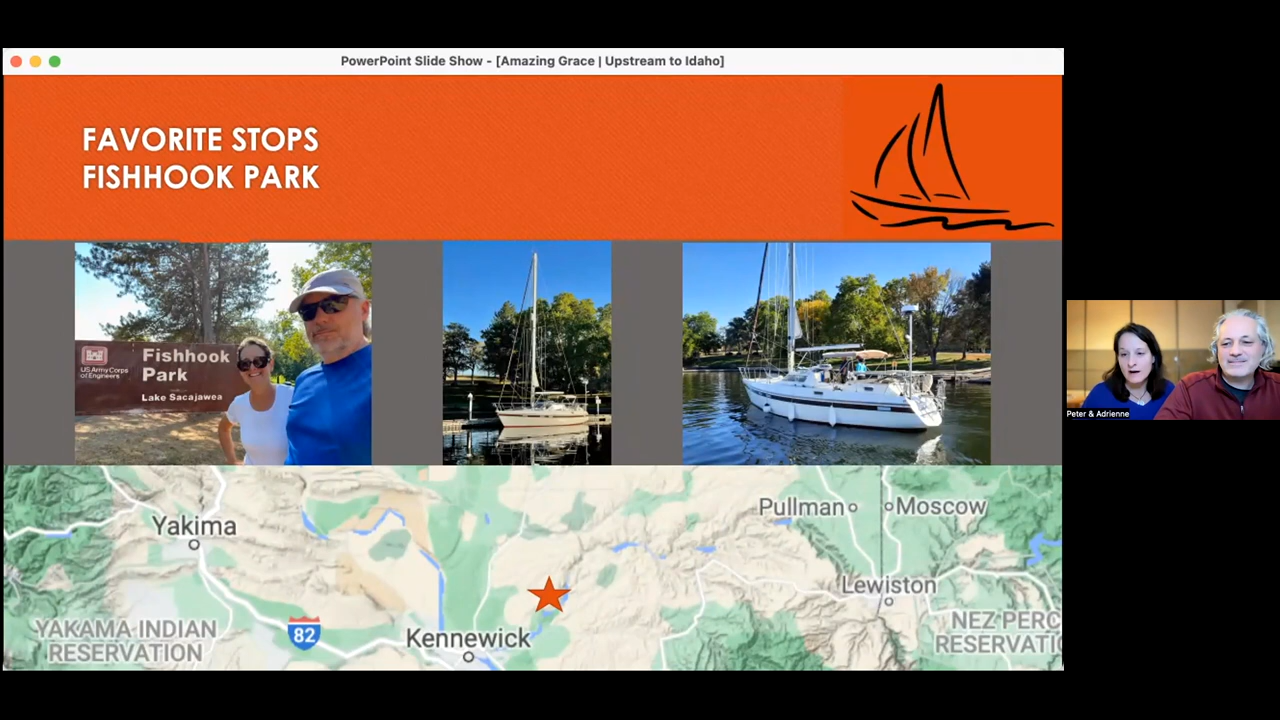 PowerPoint Slide Show - [Amazing Grace | Upstream to Idaho]
FAVORITE STOPS
FISHHOOK PARK
US Army Corps
of Engineers
Fishhook
Park
Lake Sacajawea
Peter & Adrienne
Yakima
Pullman
Moscow
Lewiston
82
Kennewick
YAKAMA INDIAN
RESERVATION
NEZ PERC
RESERVATIO